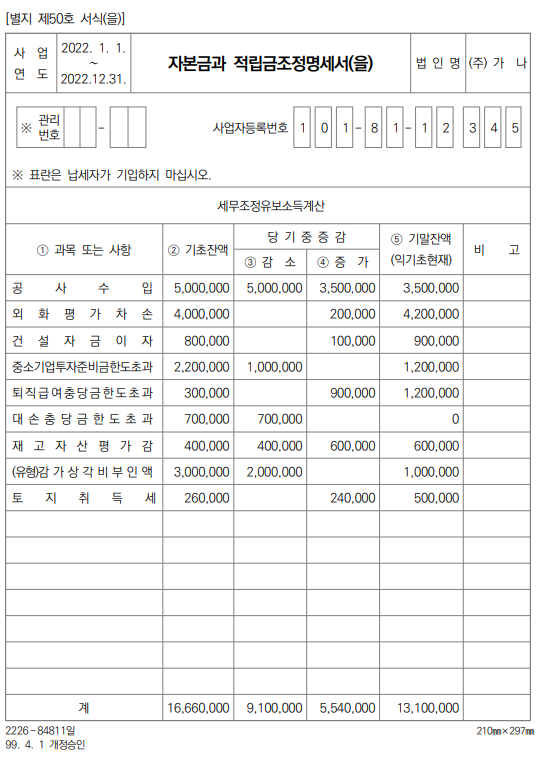 [별지 제50호 서식(을)]
사 업 연 도 2022. 1. 1. ~ 2022.12.31. 자본금과 적립금조정명세서(을) 법 인 명 (주) 가 나
※ 관리번호 - 사업자등록번호 1 0 1 - 8 1 - 1 2 3 4 5
※ 표란은 납세자가 기입하지 마십시오.
세무조정유보소득계산
① 과목 또는 사항 ② 기초잔액 당 기 중 증 감 ⑤ 기말잔액 (익기초현재) 비 고
③ 감 소 ④ 증 가
공 사 수 입 5,000,000 5,000,000 3,500,000 3,500,000
외 화 평 가 차 손 4,000,000 200,000 4,200,000
건 설 자 금 이 자 800,000 100,000 900,000
중소기업투자준비금한도초과 2,200,000 1,000,000 1,200,000
퇴직급여충당금한도초과 300,000 900,000 1,200,000
대 손 충 당 금 한 도 초 과 700,000 700,000 0
재 고 자 산 평 가 감 400,000 400,000 600,000 600,000
(유형)감 가 상 각 비 부 인 액 3,000,000 2,000,000 1,000,000
토 지 취 득 세 260,000 240,000 500,000
계 16,660,000 9,100,000 5,540,000 13,100,000
2226-84811일 210㎜×297㎜
99. 4. 1 개정승인